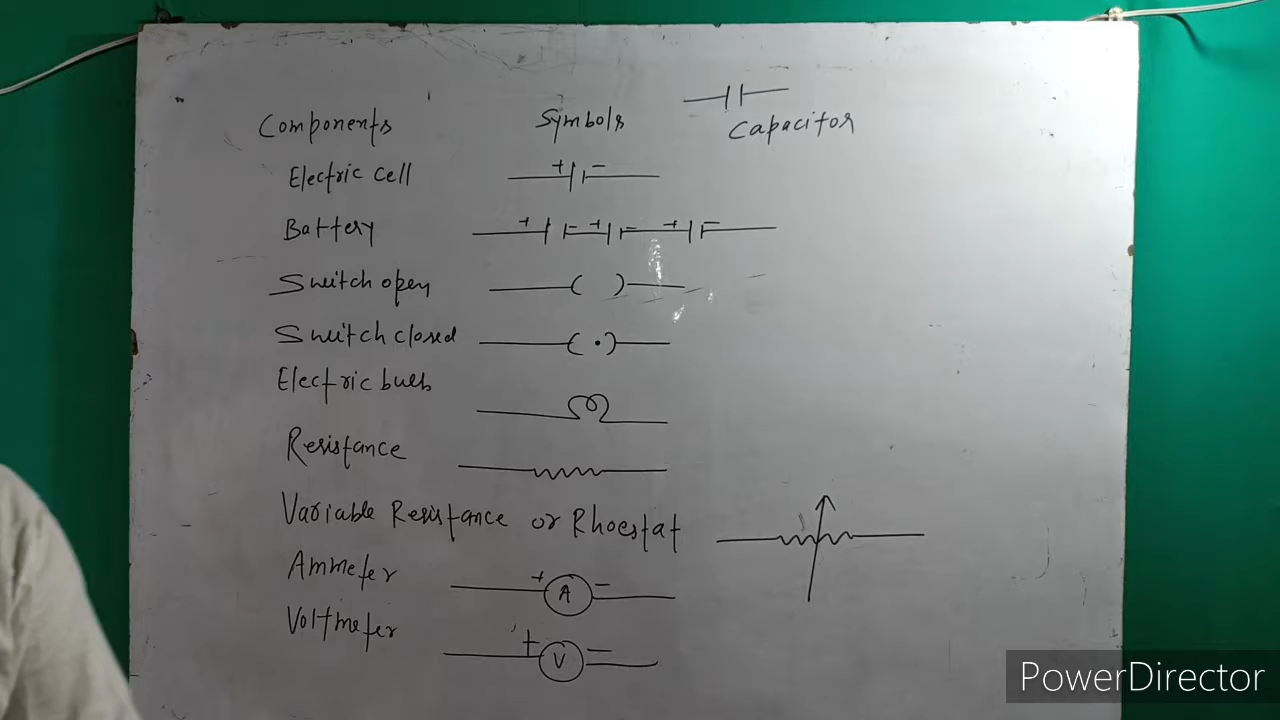 Components Symbols Capacitor
Electric cell + -
Battery + - + - + -
Switch open
Switch closed
Electric bulb
Resistance
Variable Resistance or Rhoestat
Ammeter + A -
Voltmeter + V -
PowerDirector